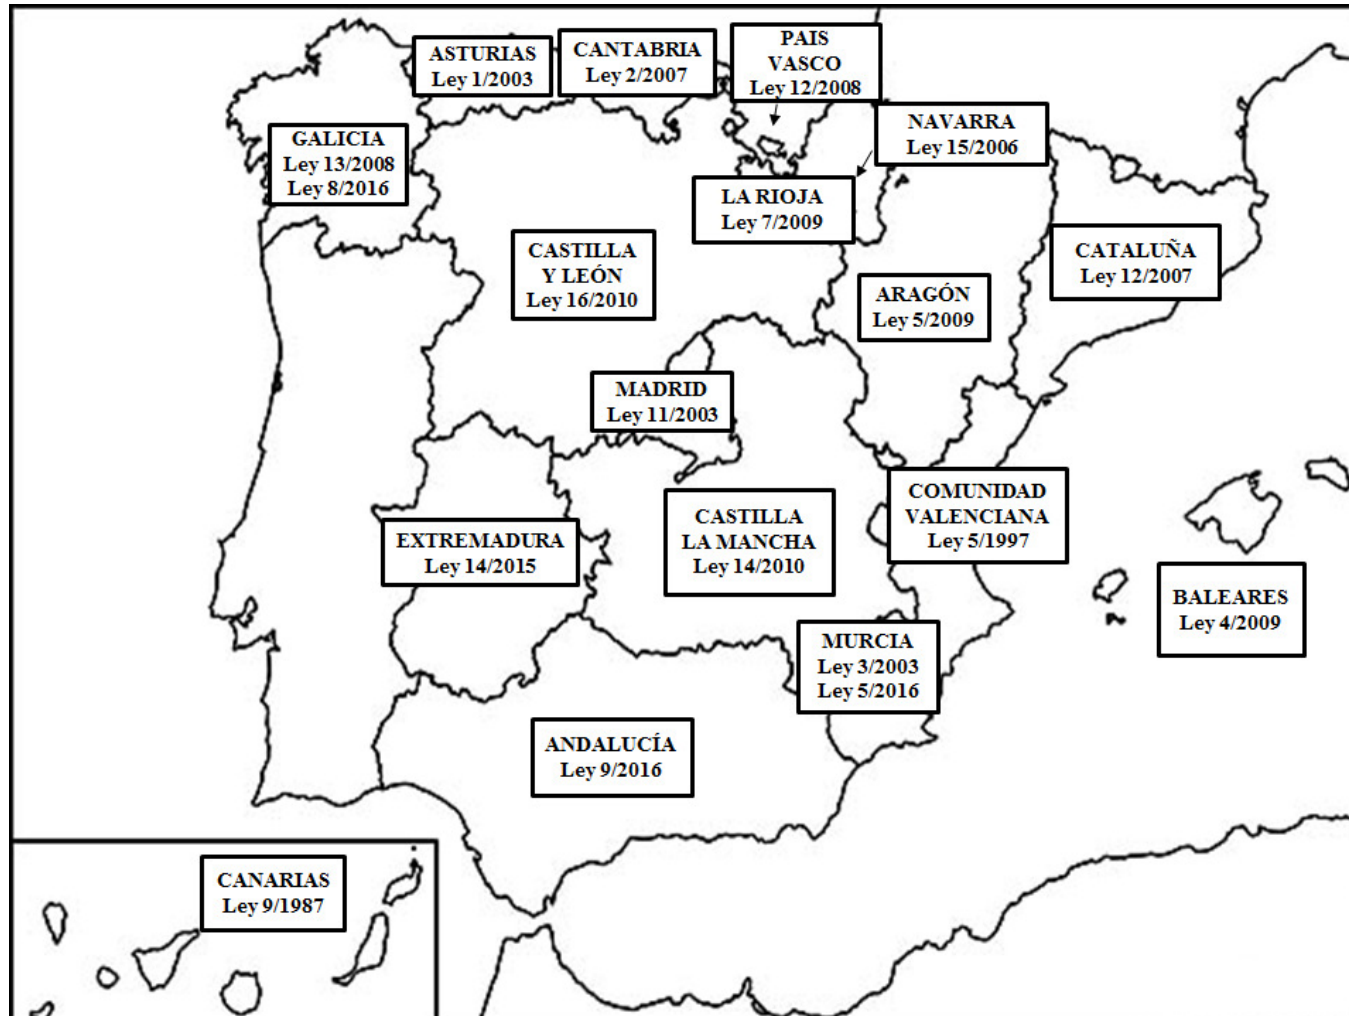 ASTURIAS
Ley 1/2003
CANTABRIA
Ley 2/2007
PAIS
VASCO
Ley 12/2008
GALICIA
Ley 13/2008
Ley 8/2016
NAVARRA
Ley 15/2006
LA RIOJA
Ley 7/2009
CASTILLA
Y LEÓN
Ley 16/2010
ARAGÓN
Ley 5/2009
CATALUÑA
Ley 12/2007
MADRID
Ley 11/2003
EXTREMADURA
Ley 14/2015
CASTILLA
LA MANCHA
Ley 14/2010
COMUNIDAD
VALENCIANA
Ley 5/1997
BALEARES
Ley 4/2009
MURCIA
Ley 3/2003
Ley 5/2016
ANDALUCÍA
Ley 9/2016
CANARIAS
Ley 9/1987